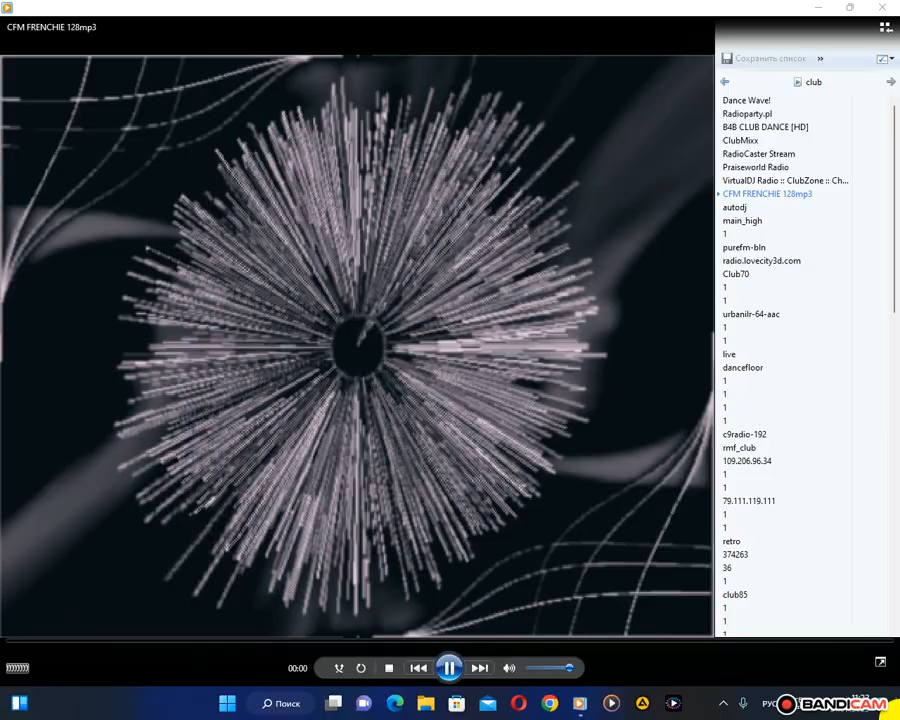 CFM FRENCHIE 128mp3
Сохранить список »
club
Dance Wave!
Radioparty.pl
B4B CLUB DANCE [HD]
ClubMixx
RadioCaster Stream
Praiseworld Radio
VirtualDJ Radio :: ClubZone :: Ch...
CFM FRENCHIE 128mp3
autodj
main_high
1
purefm-bln
radio.lovecity3d.com
Club70
1
1
urbanilr-64-aac
1
1
live
dancefloor
1
1
1
1
c9radio-192
rmf_club
109.206.96.34
1
1
79.111.119.111
1
1
retro
374263
36
1
club85
1
1
1
00:00
Поиск
РУС
BANDICAM